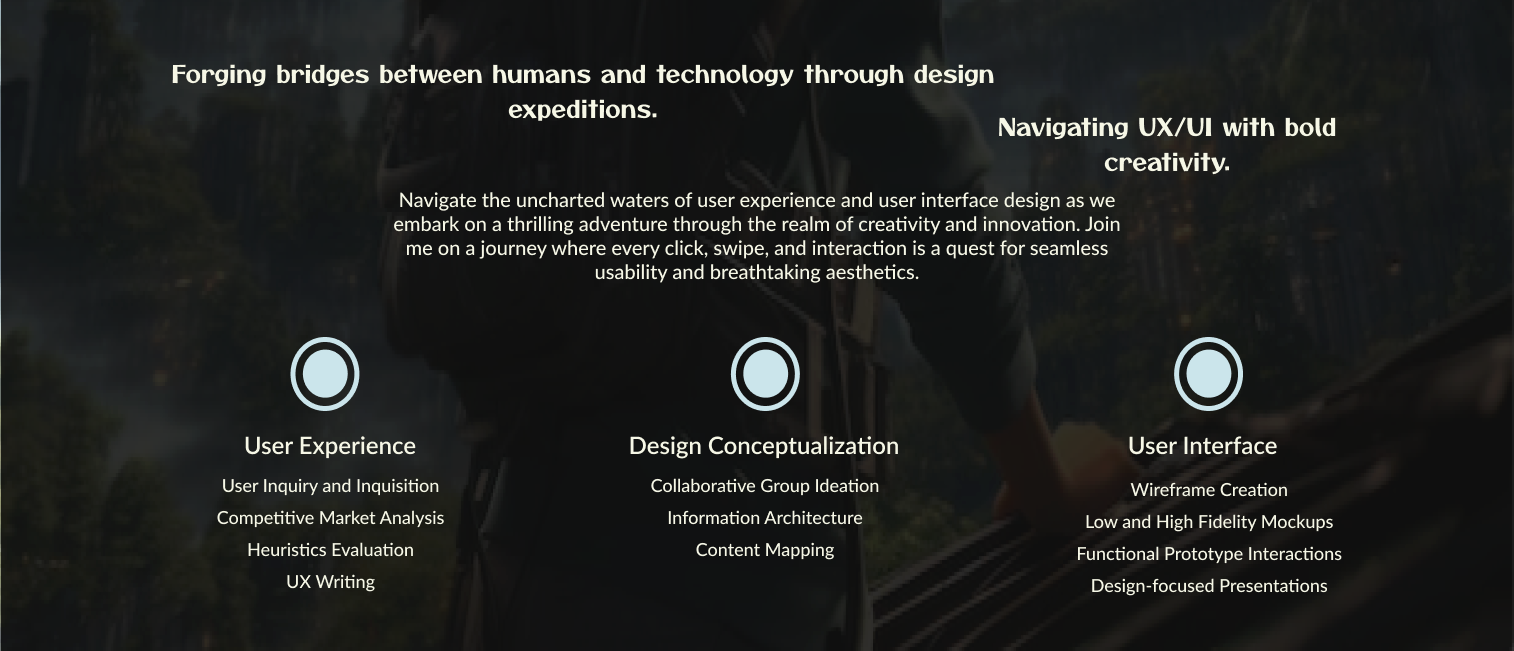 Forging bridges between humans and technology through design
expeditions.
Navigating UX/UI with bold
creativity.
Navigate the uncharted waters of user experience and user interface design as we
embark on a thrilling adventure through the realm of creativity and innovation. Join
me on a journey where every click, swipe, and interaction is a quest for seamless
usability and breathtaking aesthetics.
User Experience
User Inquiry and Inquisition
Competitive Market Analysis
Heuristics Evaluation
UX Writing
Design Conceptualization
Collaborative Group Ideation
Information Architecture
Content Mapping
User Interface
Wireframe Creation
Low and High Fidelity Mockups
Functional Prototype Interactions
Design-focused Presentations